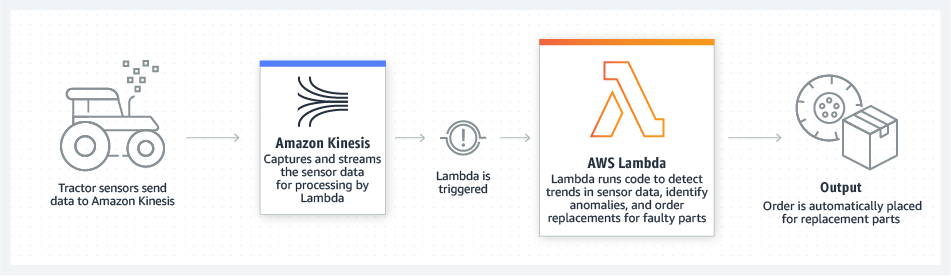 Tractor sensors send
data to Amazon Kinesis
Amazon Kinesis
Captures and streams
the sensor data
for processing by
Lambda
Lambda is
triggered
AWS Lambda
Lambda runs code to detect
trends in sensor data, identify
anomalies, and order
replacements for faulty parts
Output
Order is automatically placed
for replacement parts